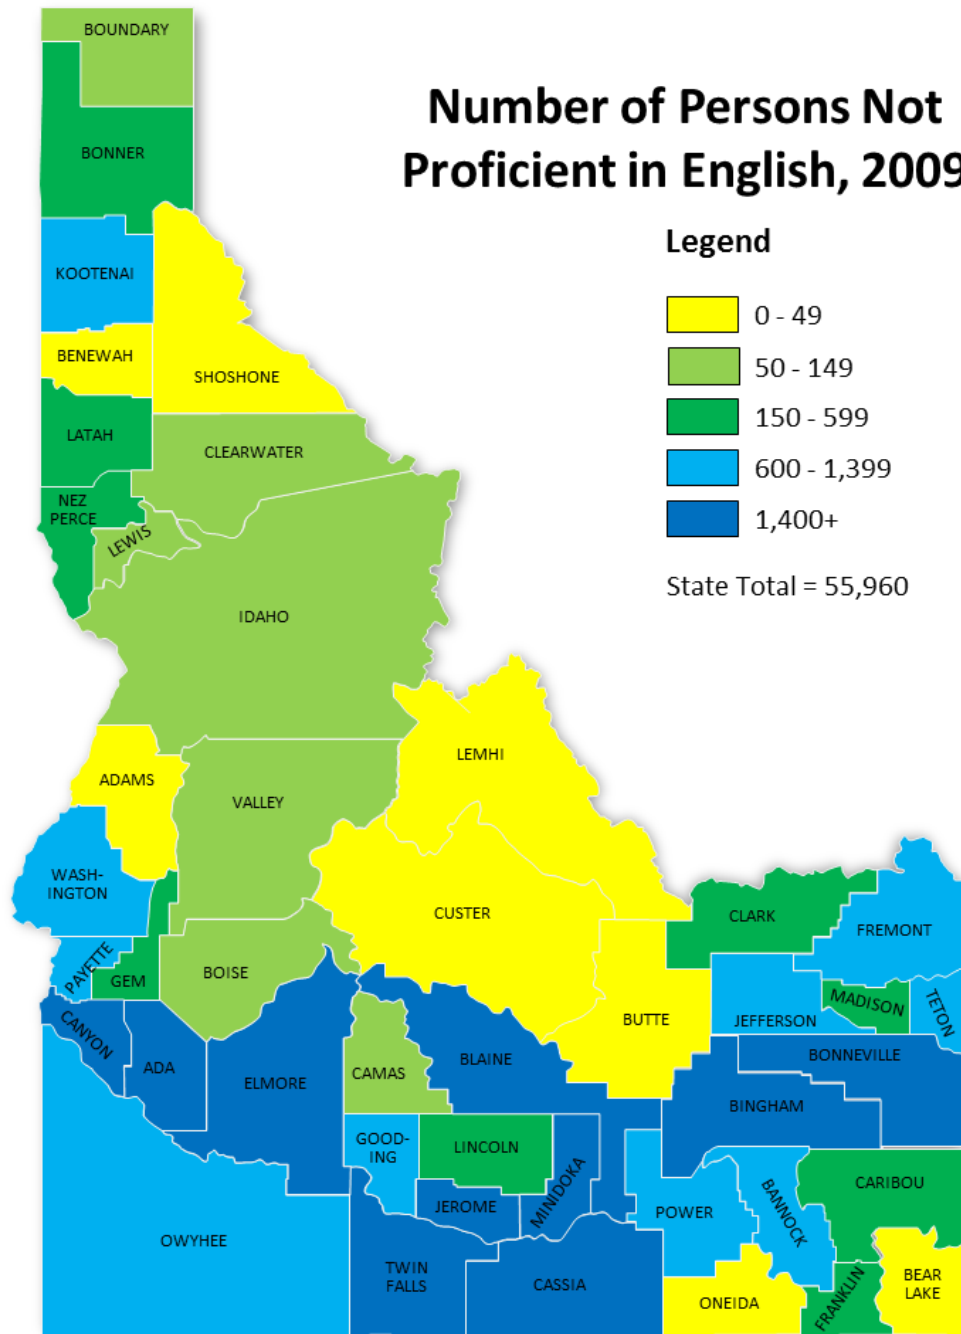 BOUNDARY
Number of Persons Not
Proficient in English, 2009
BONNER
Legend
KOOTENAI
0 - 49
BENEWAH
50 - 149
SHOSHONE
150 - 599
LATAH
CLEARWATER
600 - 1,399
NEZ
PERCE
1,400+
LEWIS
State Total = 55,960
IDAHO
LEMHI
ADAMS
VALLEY
WASH-
INGTON
CUSTER
CLARK
FREMONT
PAYETTE
GEM
BOISE
MADISON
TETON
CANYON
BUTTE
JEFFERSON
ADA
ELMORE
CAMAS
BLAINE
BONNEVILLE
BINGHAM
GOOD-
ING
LINCOLN
MINIDOKA
CARIBOU
JEROME
POWER
BANNOCK
OWYHEE
TWIN
FALLS
CASSIA
ONEIDA
FRANKLIN
BEAR
LAKE